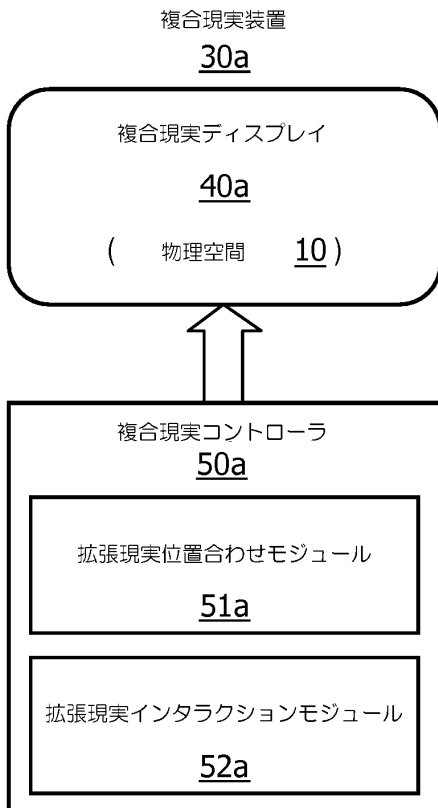 複合現実装置
30a
複合現実ディスプレイ
40a
( 物理空間 10 )
複合現実コントローラ
50a
拡張現実位置合わせモジュール
51a
拡張現実インタラクションモジュール
52a